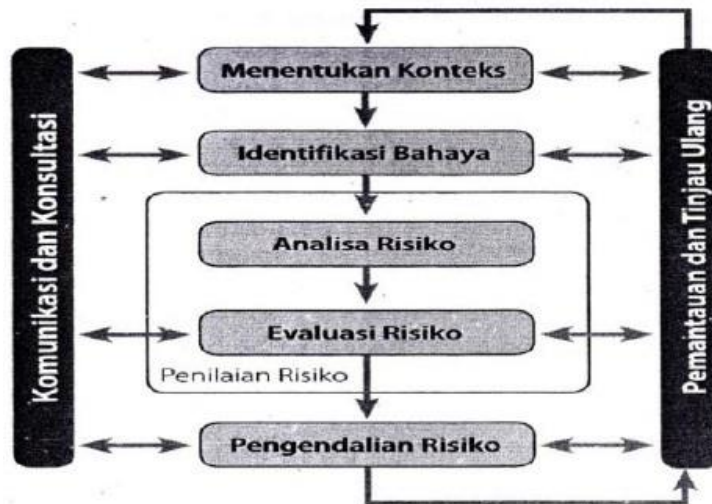 Komunikasi dan Konsultasi
Menentukan Konteks
Identifikasi Bahaya
Analisa Risiko
Evaluasi Risiko
Penilaian Risiko
Pengendalian Risiko
Pemantauan dan Tinjau Ulang